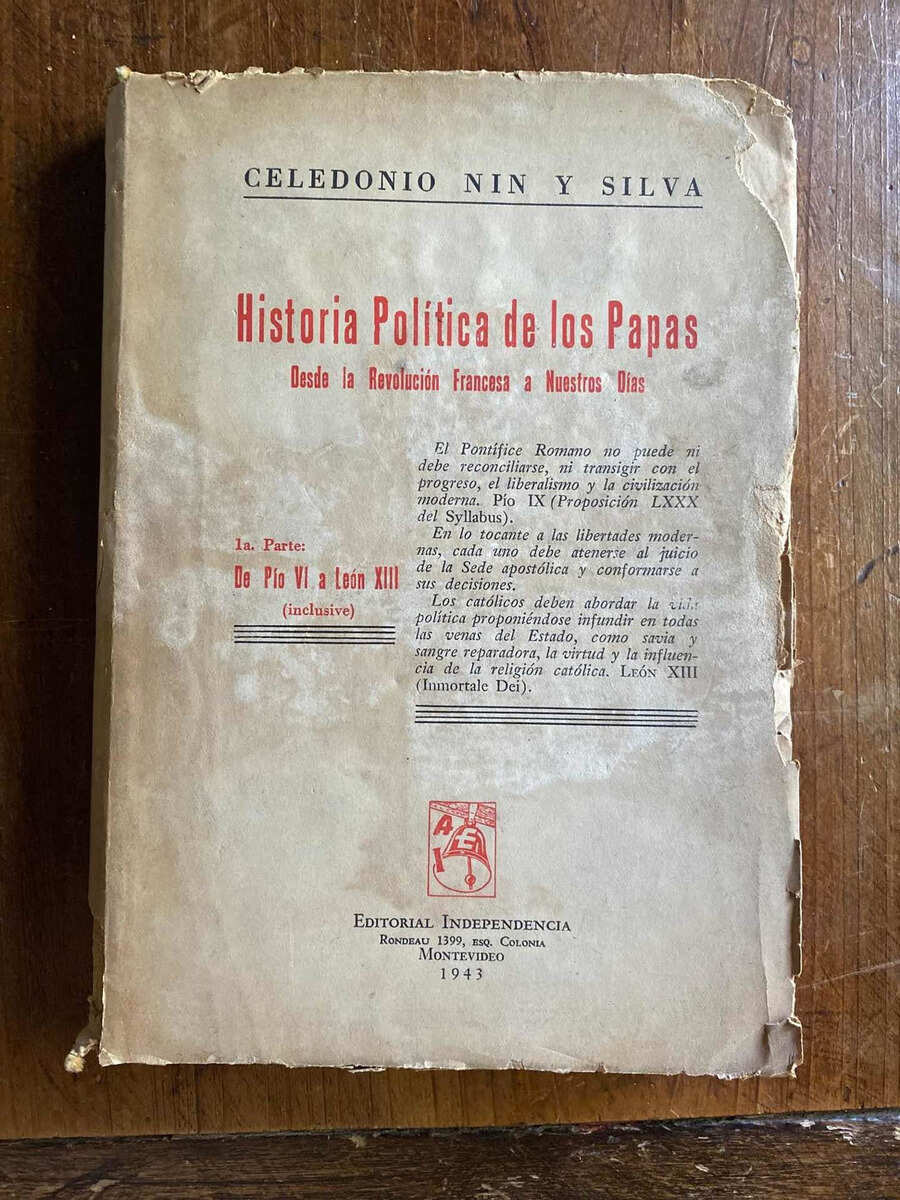 CELEDONIO NIN Y SILVA
Historia Política de los Papas
Desde la Revolución Francesa a Nuestros Días
El Pontífice Romano no puede ni
debe reconciliarse, ni transigir con el
progreso, el liberalismo y la civilización
moderna. Pío IX (Proposición LXXX
del Syllabus).
En lo tocante a las libertades moder-
nas, cada uno debe atenerse al juicio
de la Sede apostólica y conformarse a
sus decisiones.
Los católicos deben abordar la vida
política proponiéndose infundir en todas
las venas del Estado, como savia y
sangre reparadora, la virtud y la influen-
cia de la religión católica. LEÓN XIII
(Inmortale Dei).
1a. Parte:
De Pío VI a León XIII
(inclusive)
A
E
I
EDITORIAL INDEPENDENCIA
RONDEAU 1399, ESQ. COLONIA
MONTEVIDEO
1943